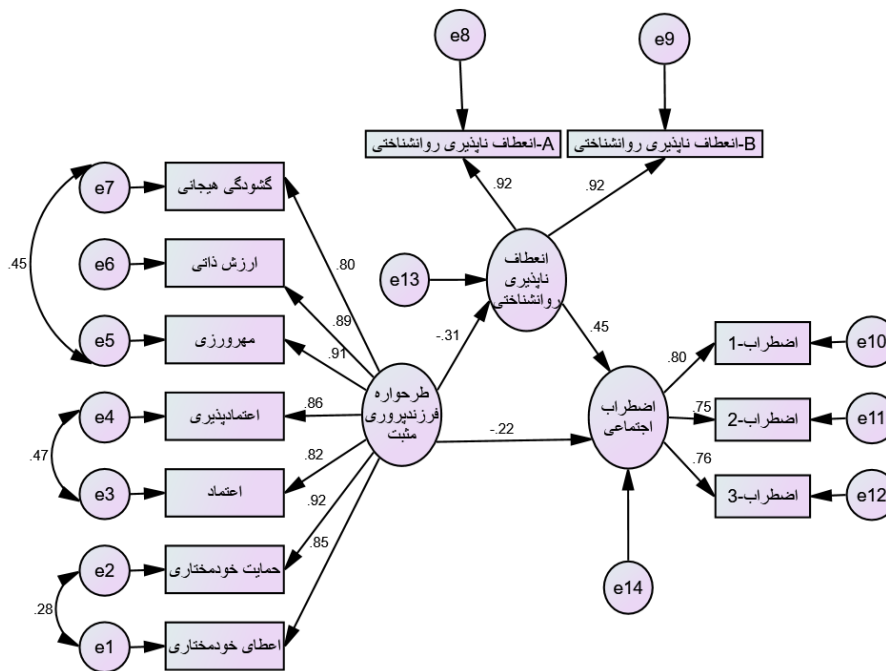 e8
e9
A-انعطاف ناپذیری روانشناختی
B-انعطاف ناپذیری روانشناختی
.92
.92
e7
گشودگی هیجانی
e6
ارزش ذاتی
.45
e5
مهرورزی
.80
.89
.91
e13
انعطاف
ناپذیری
روانشناختی
-.31
.45
e4
اعتمادپذیری
.86
طرحواره
فرزندپروری
مثبت
-.22
اضطراب
اجتماعی
.80
اضطراب-1
e10
.75
اضطراب-2
e11
.76
اضطراب-3
e12
.47
e3
اعتماد
.82
.92
.85
e2
حمایت خودمختاری
.28
e1
اعطای خودمختاری
e14